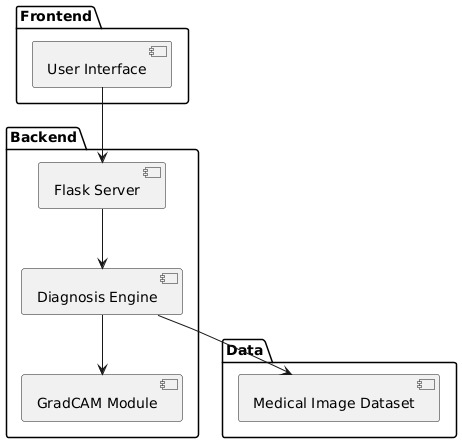 Frontend
User Interface
Backend
Flask Server
Diagnosis Engine
Data
GradCAM Module
Medical Image Dataset